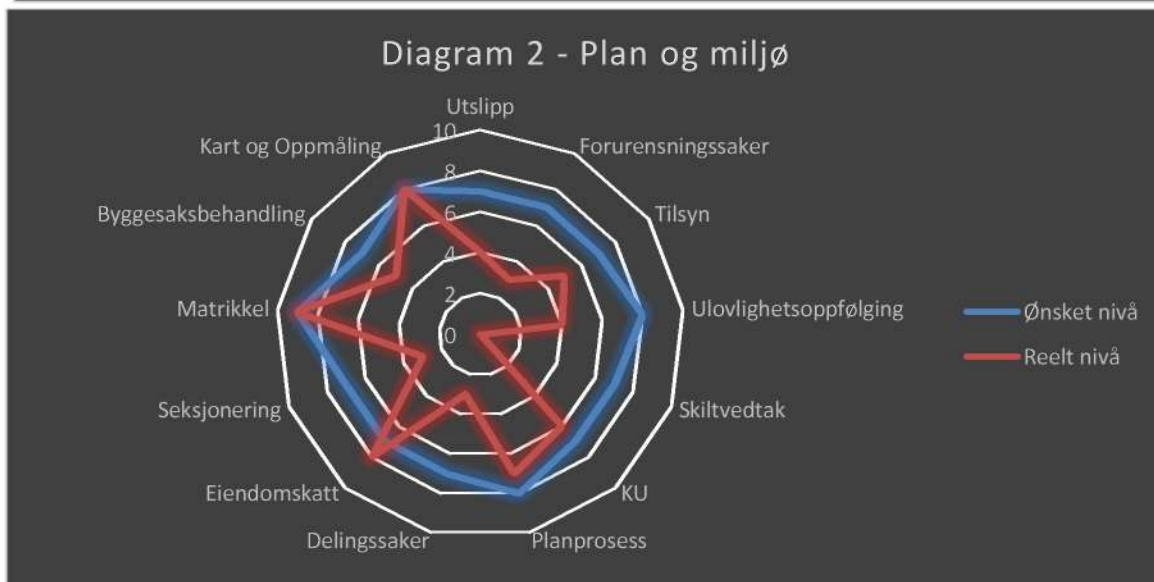 Diagram 2 - Plan og miljø
Utslipp
10
Kart og Oppmåling
Forurensningssaker
8
Byggesaksbehandling
6
Tilsyn
4
Matrikkel
2
Ulovlighetsoppfølging
Ønsket nivå
0
Reelt nivå
Seksjonering
Skiltvedtak
Eiendomskatt
KU
Delingssaker
Planprosess